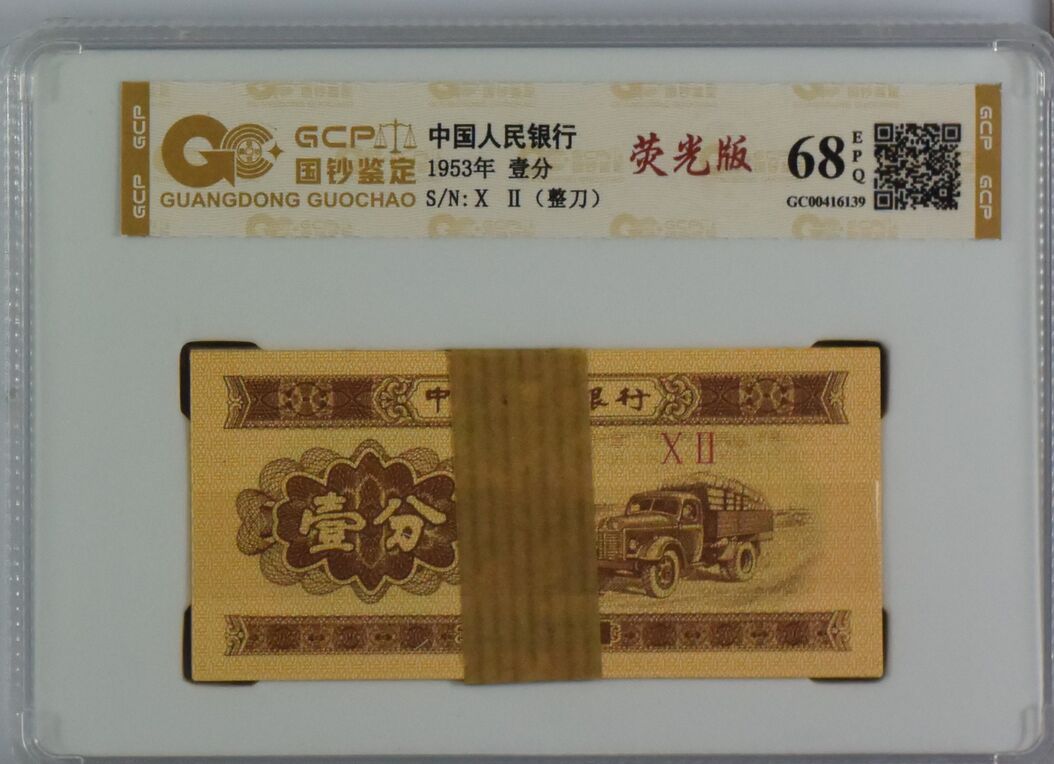 GCP GCP
GCP
国钞鉴定
GUANGDONG GUOCHAO
中国人民银行
1953年 壹分
S/N: X Ⅱ（整刀）
荧光版
68
EPQ
GC00416139
GCP GCP
中 银行
X Ⅱ
壹分